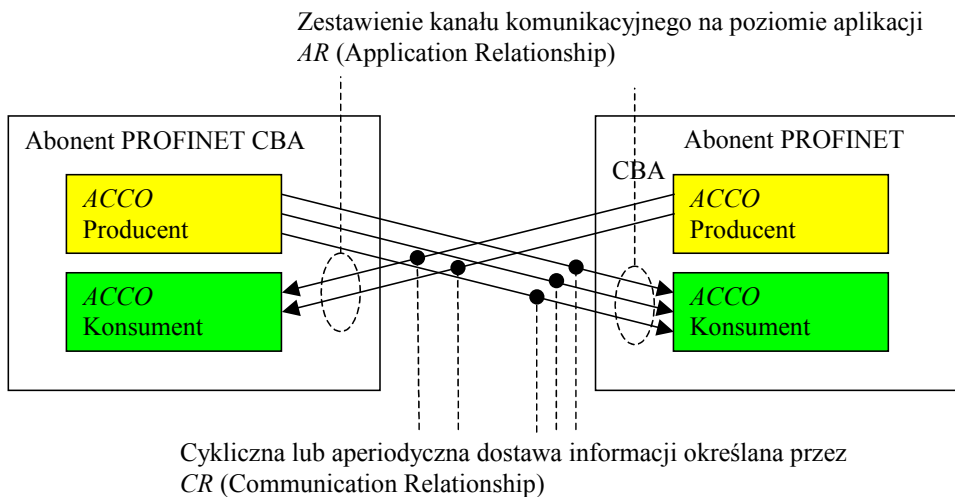 Zestawienie kanału komunikacyjnego na poziomie aplikacji
AR (Application Relationship)
Abonent PROFINET CBA
Abonent PROFINET
CBA
ACCO
Producent
ACCO
Producent
ACCO
Konsument
ACCO
Konsument
Cykliczna lub aperiodyczna dostawa informacji określana przez
CR (Communication Relationship)